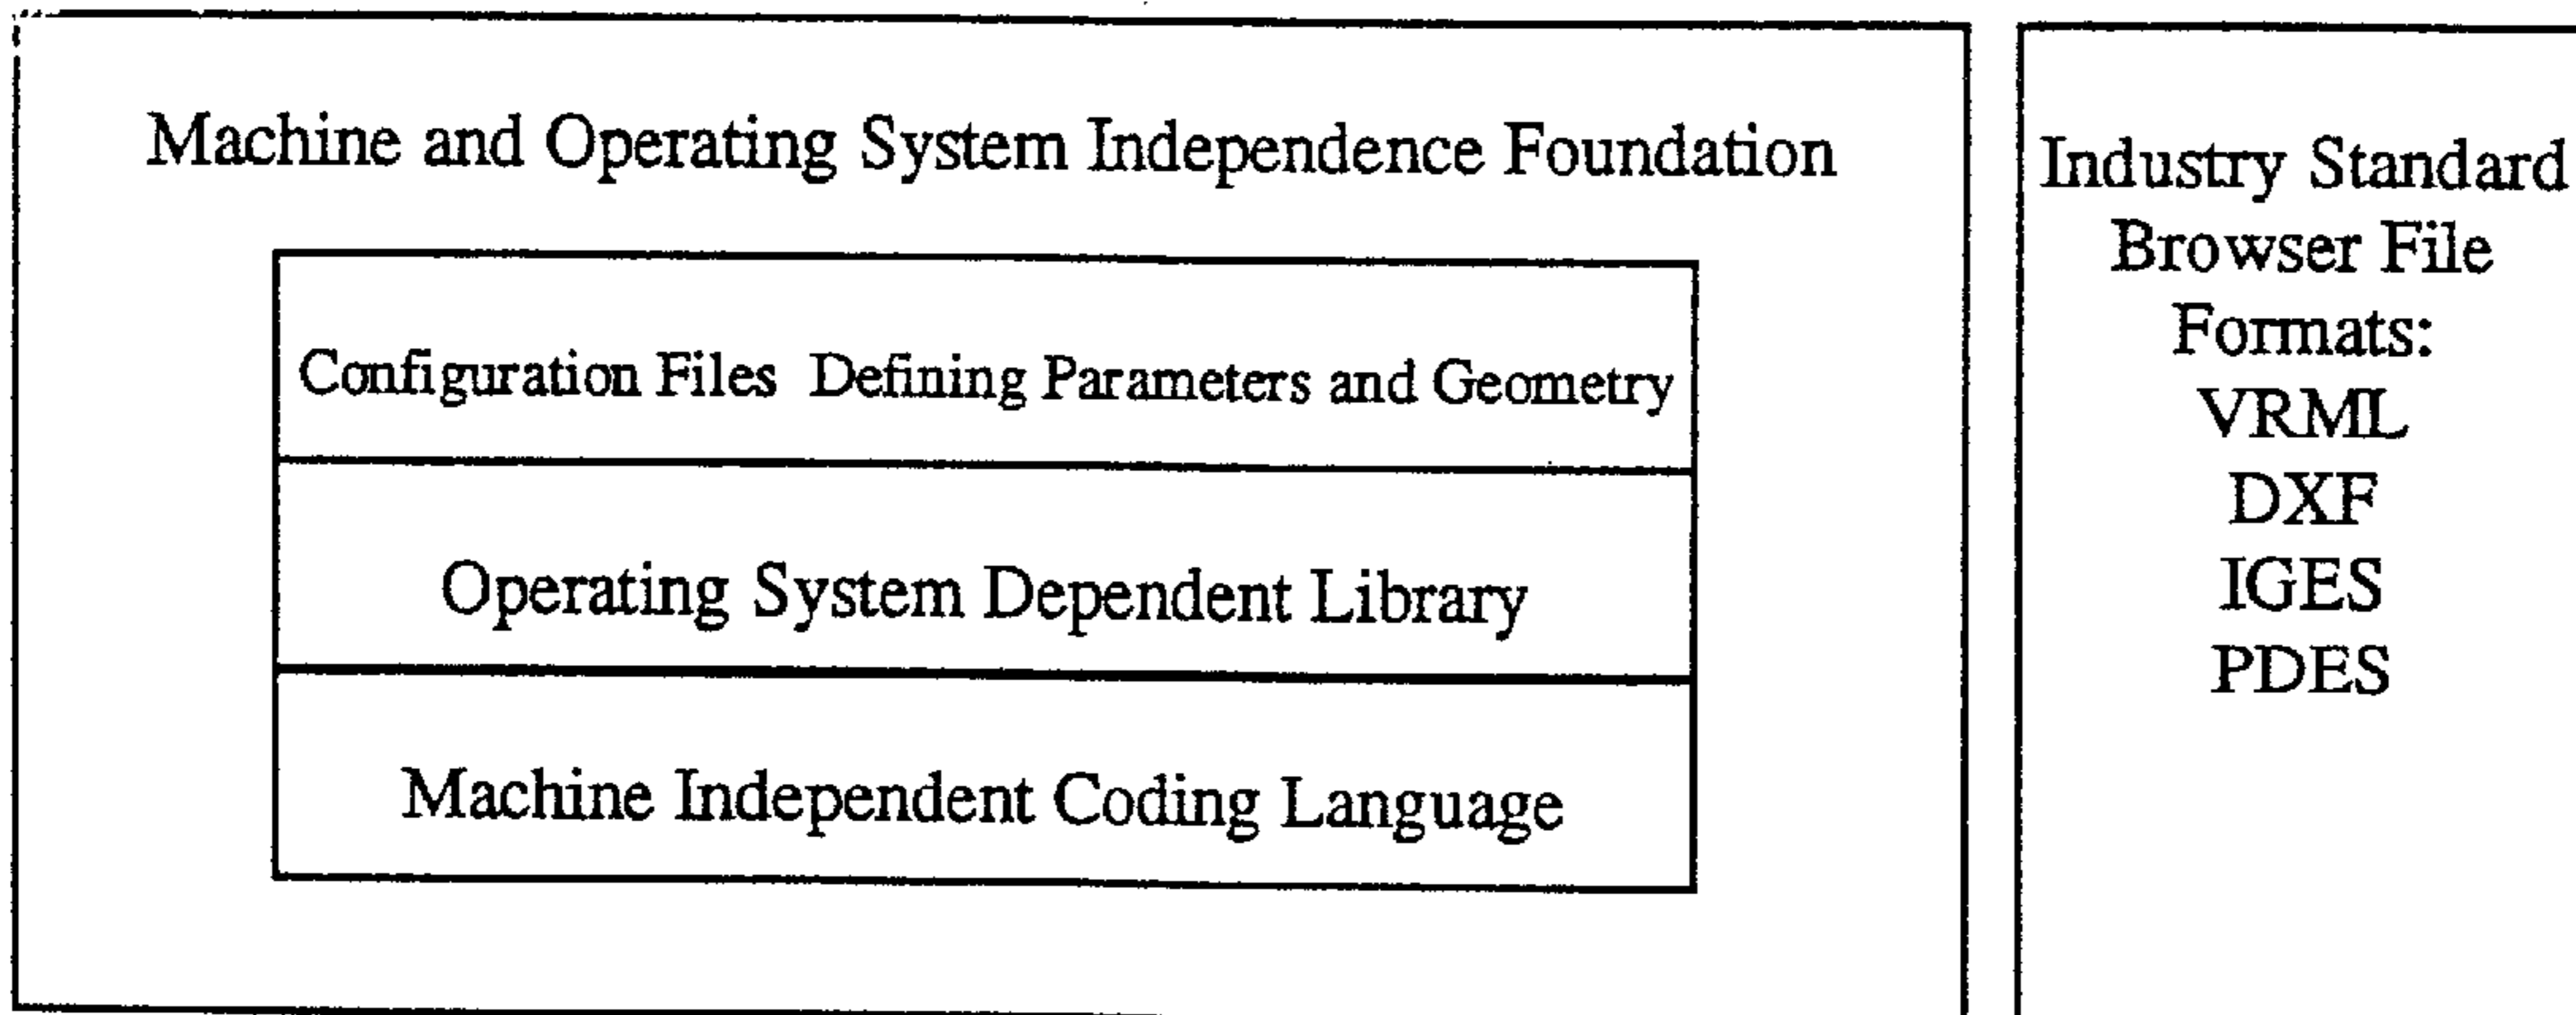 Machine and Operating System Independence Foundation
Configuration Files Defining Parameters and Geometry
Operating System Dependent Library
Machine Independent Coding Language
Industry Standard
Browser File
Formats:
VRML
DXF
IGES
PDES